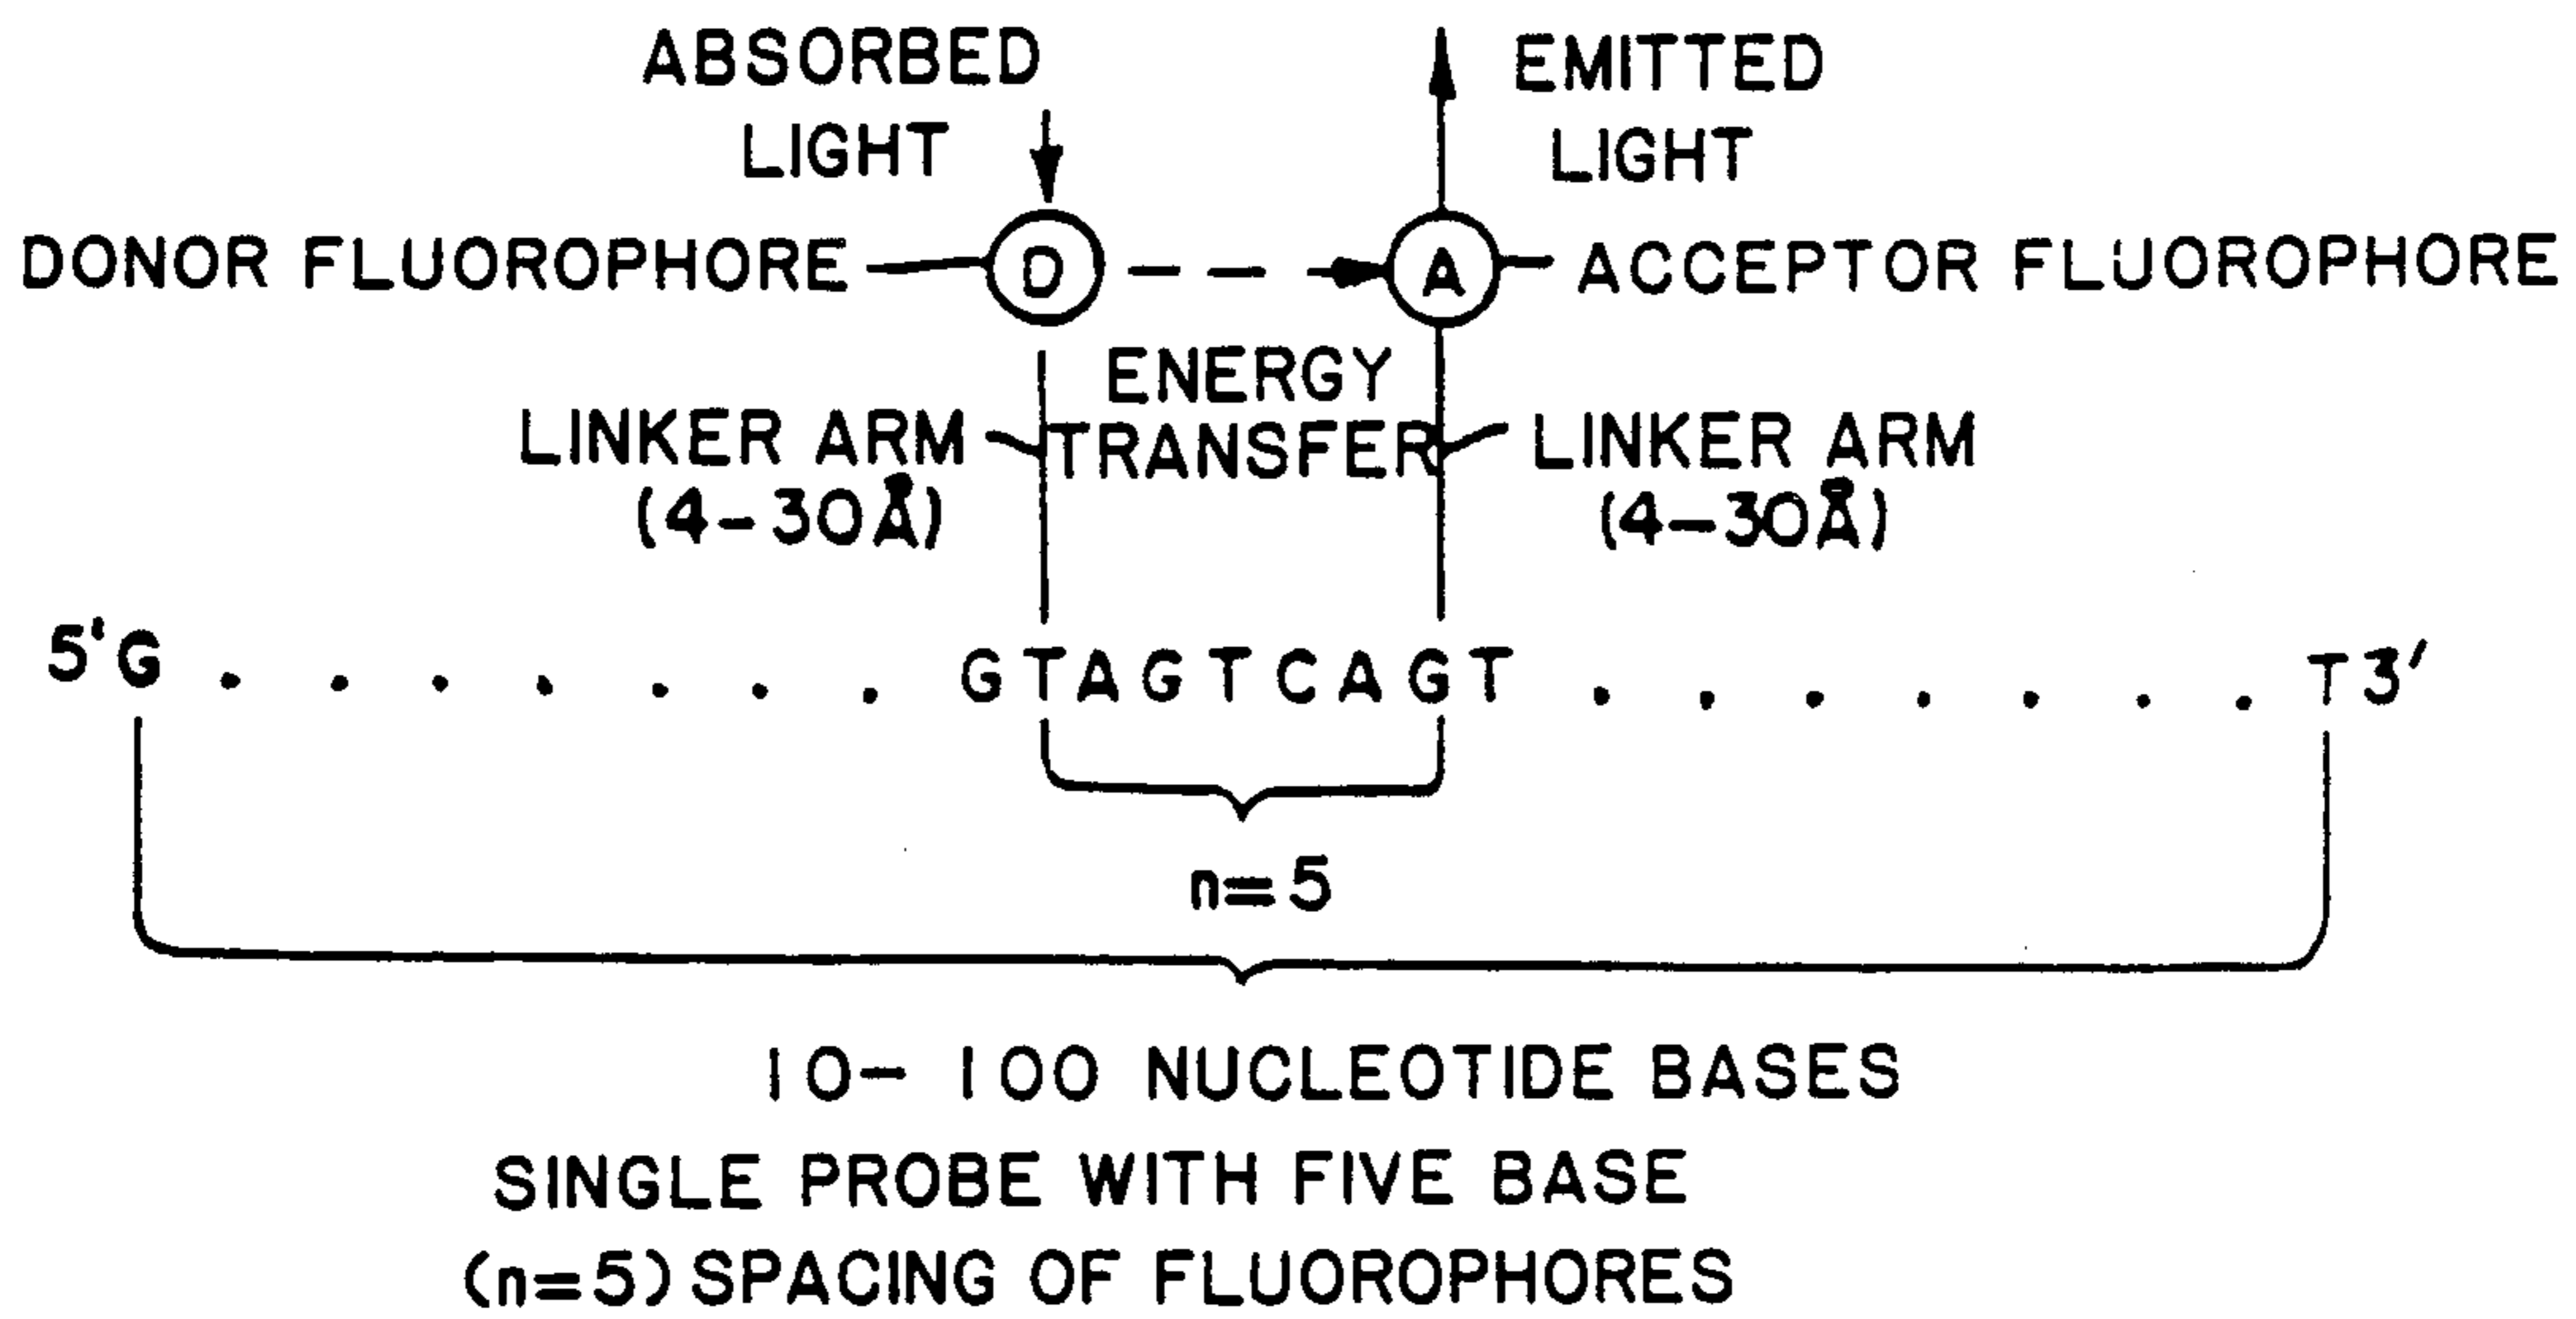 ABSORBED
LIGHT
EMITTED
LIGHT
DONOR FLUOROPHORE
D
A
ACCEPTOR FLUOROPHORE
ENERGY
TRANSFER
LINKER ARM
(4-30Å)
LINKER ARM
(4-30Å)
5'G . . . . . . . GTAGTCAGT . . . . . . . T3'
n=5
10-100 NUCLEOTIDE BASES
SINGLE PROBE WITH FIVE BASE
(n=5) SPACING OF FLUOROPHORES